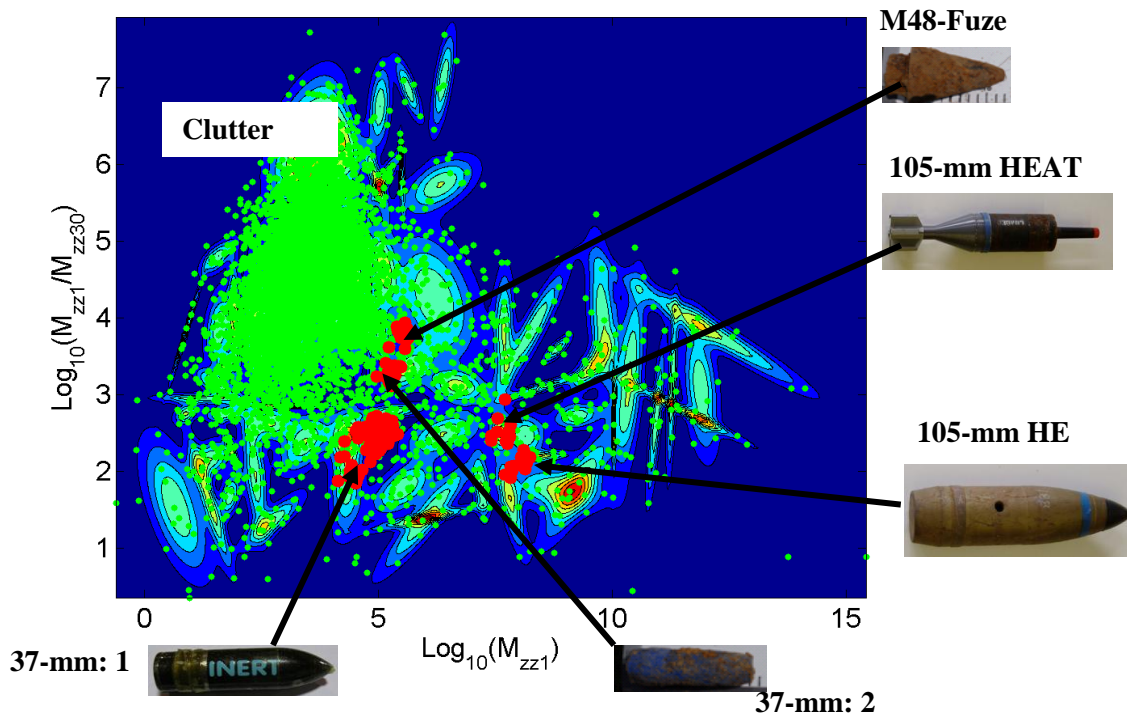 M48-Fuze
Clutter
105-mm HEAT
105-mm HE
INERT
37-mm: 1
37-mm: 2
7
6
5
4
3
2
1
0 5 10 15
Log10(Mzz1/Mzz30)
Log10(Mzz1)